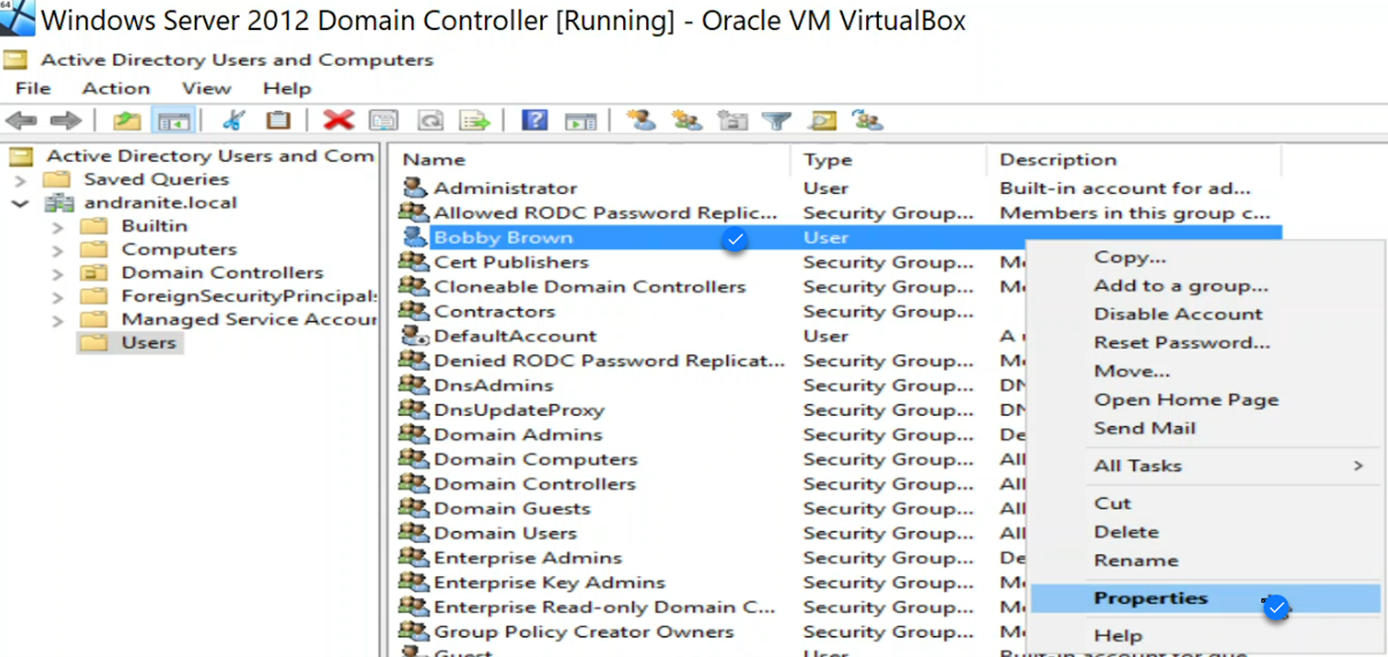 64
Windows Server 2012 Domain Controller [Running] - Oracle VM VirtualBox
Active Directory Users and Computers
File Action View Help
Active Directory Users and Com
Saved Queries
andranite.local
Builtin
Computers
Domain Controllers
ForeignSecurityPrincipals
Managed Service Accoun
Users
Name Type Description
Administrator User Built-in account for ad...
Allowed RODC Password Replic... Security Group... Members in this group c...
Bobby Brown User
Cert Publishers Security Group... Me
Cloneable Domain Controllers Security Group... Me
Contractors Security Group...
DefaultAccount User A
Denied RODC Password Replicat... Security Group... Me
DnsAdmins Security Group... DN
DnsUpdateProxy Security Group... DN
Domain Admins Security Group... De
Domain Computers Security Group... All
Domain Controllers Security Group... All
Domain Guests Security Group... All
Domain Users Security Group... All
Enterprise Admins Security Group... De
Enterprise Key Admins Security Group... Me
Enterprise Read-only Domain C... Security Group... Me
Group Policy Creator Owners Security Group... Me
Guest User Built-in account for gue
Copy...
Add to a group...
Disable Account
Reset Password...
Move...
Open Home Page
Send Mail
All Tasks
Cut
Delete
Rename
Properties
Help